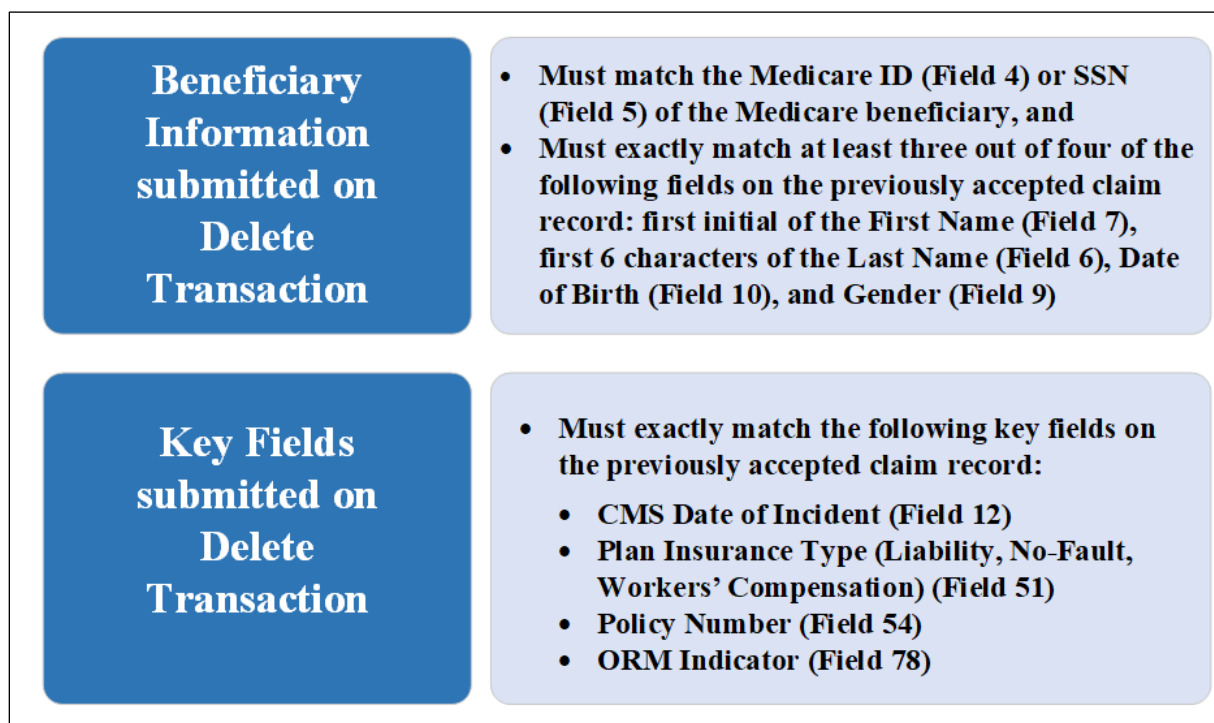 Beneficiary
Information
submitted on
Delete
Transaction
• Must match the Medicare ID (Field 4) or SSN
(Field 5) of the Medicare beneficiary, and
• Must exactly match at least three out of four of the
following fields on the previously accepted claim
record: first initial of the First Name (Field 7),
first 6 characters of the Last Name (Field 6), Date
of Birth (Field 10), and Gender (Field 9)
Key Fields
submitted on
Delete
Transaction
• Must exactly match the following key fields on
the previously accepted claim record:
• CMS Date of Incident (Field 12)
• Plan Insurance Type (Liability, No-Fault,
Workers’ Compensation) (Field 51)
• Policy Number (Field 54)
• ORM Indicator (Field 78)